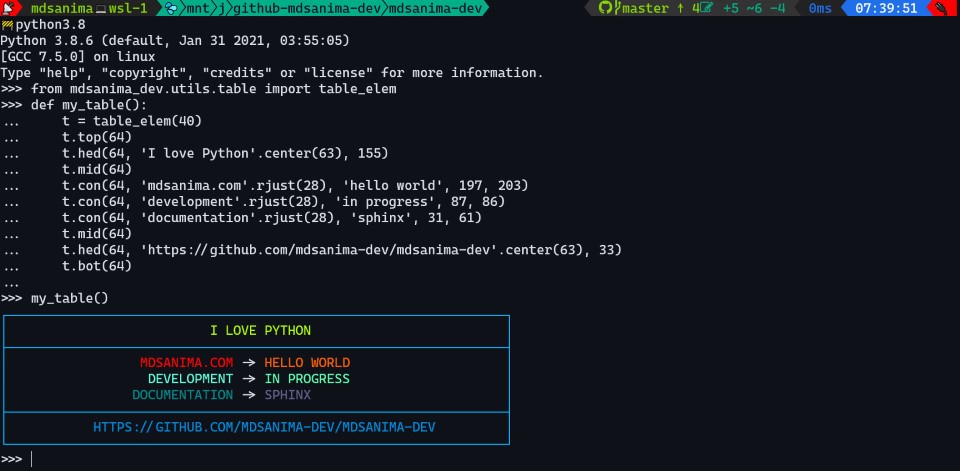 mdsanima wsl-1 mnt j github-mdsanima-dev mdsanima-dev master ↑ 4 +5 ~6 -4 0ms 07:39:51
python3.8
Python 3.8.6 (default, Jan 31 2021, 03:55:05)
[GCC 7.5.0] on linux
Type "help", "copyright", "credits" or "license" for more information.
>>> from mdsanima_dev.utils.table import table_elem
>>> def my_table():
...     t = table_elem(40)
...     t.top(64)
...     t.hed(64, 'I love Python'.center(63), 155)
...     t.mid(64)
...     t.con(64, 'mdsanima.com'.rjust(28), 'hello world', 197, 203)
...     t.con(64, 'development'.rjust(28), 'in progress', 87, 86)
...     t.con(64, 'documentation'.rjust(28), 'sphinx', 31, 61)
...     t.mid(64)
...     t.hed(64, 'https://github.com/mdsanima-dev/mdsanima-dev'.center(63), 33)
...     t.bot(64)
...
>>> my_table()
I LOVE PYTHON
MDSANIMA.COM → HELLO WORLD
DEVELOPMENT → IN PROGRESS
DOCUMENTATION → SPHINX
HTTPS://GITHUB.COM/MDSANIMA-DEV/MDSANIMA-DEV
>>>